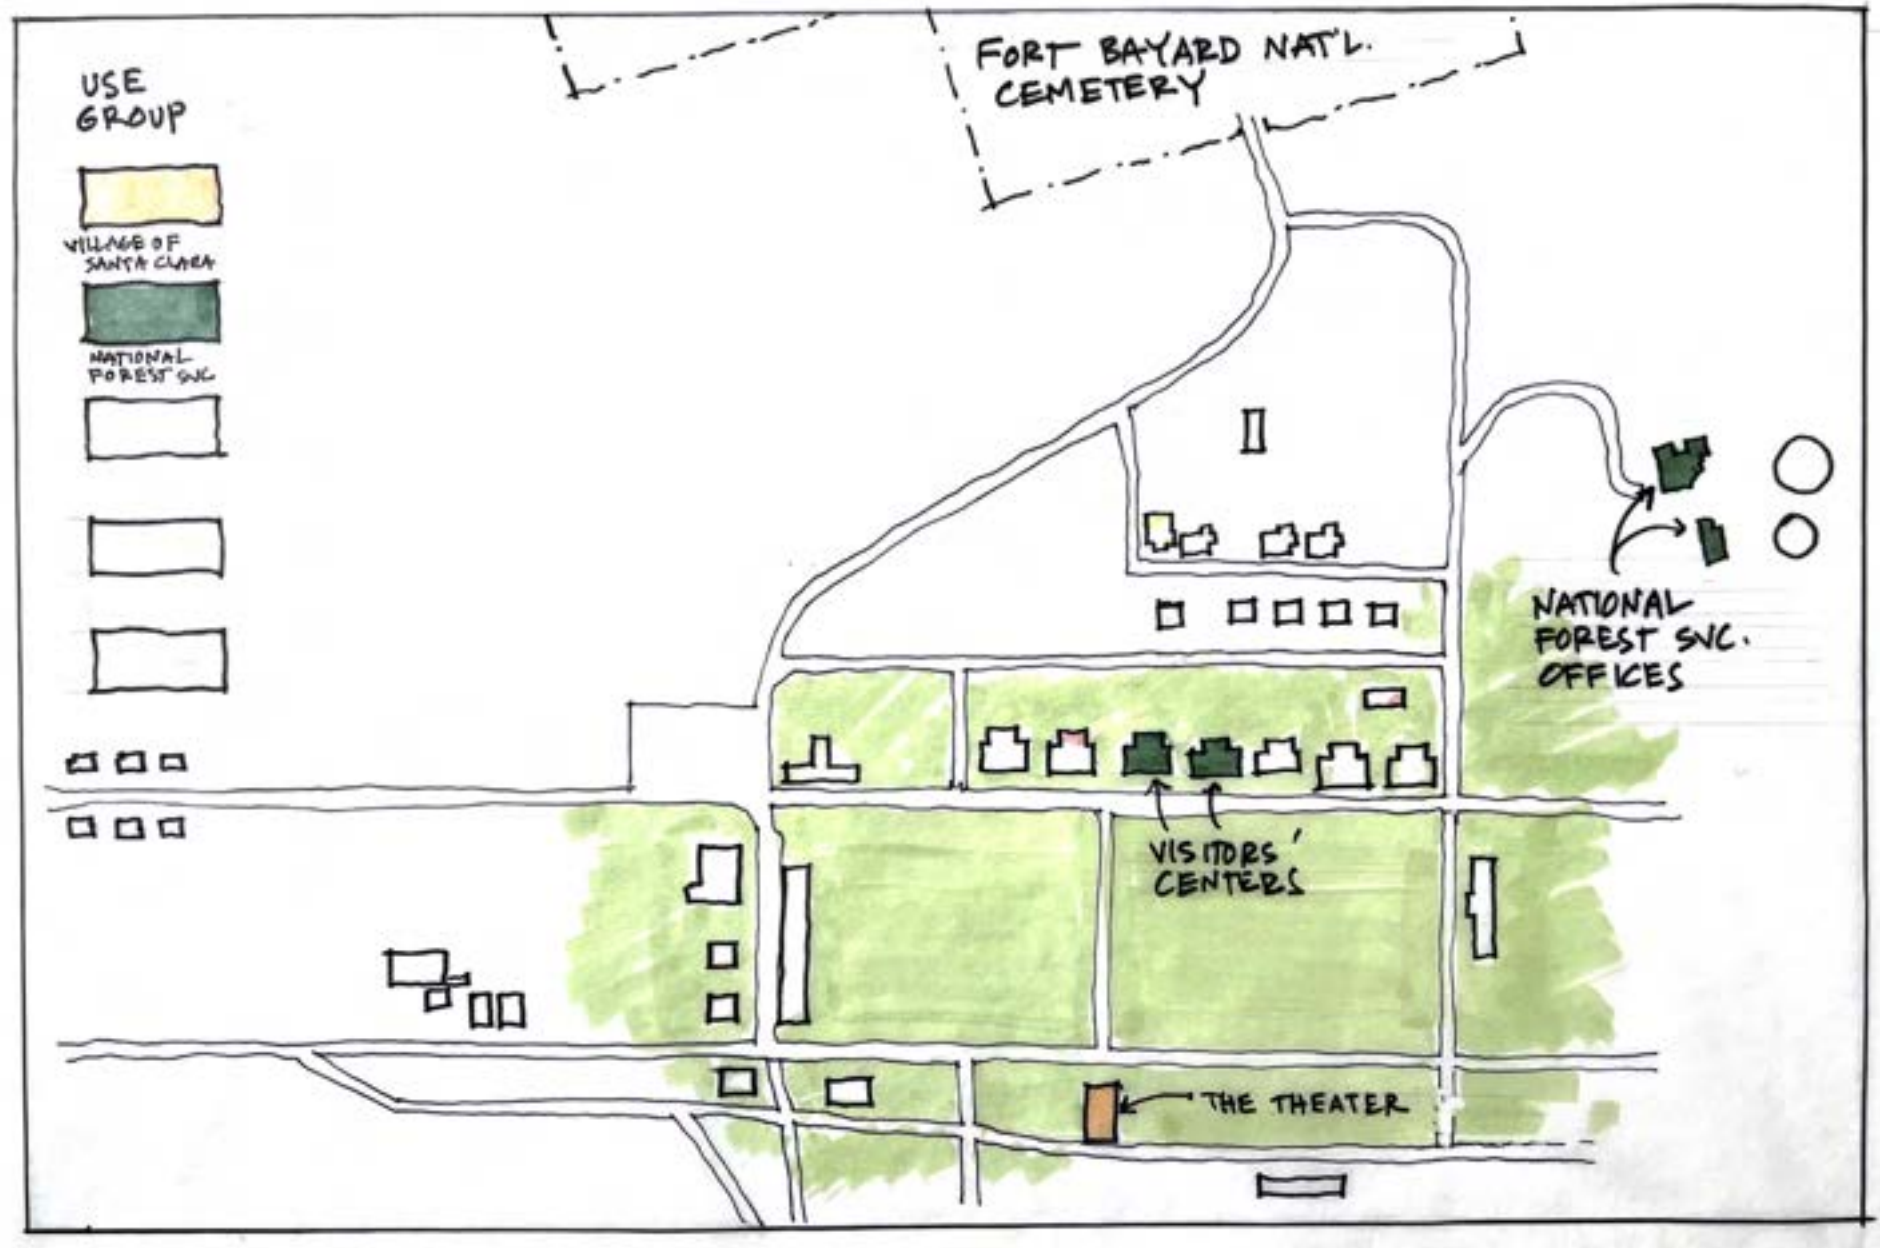 USE
GROUP
VILLAGE OF
SANTA CLARA
NATIONAL
FOREST SVC
FORT BAYARD NAT'L.
CEMETERY
NATIONAL
FOREST SVC.
OFFICES
VISITORS'
CENTERS
THE THEATER